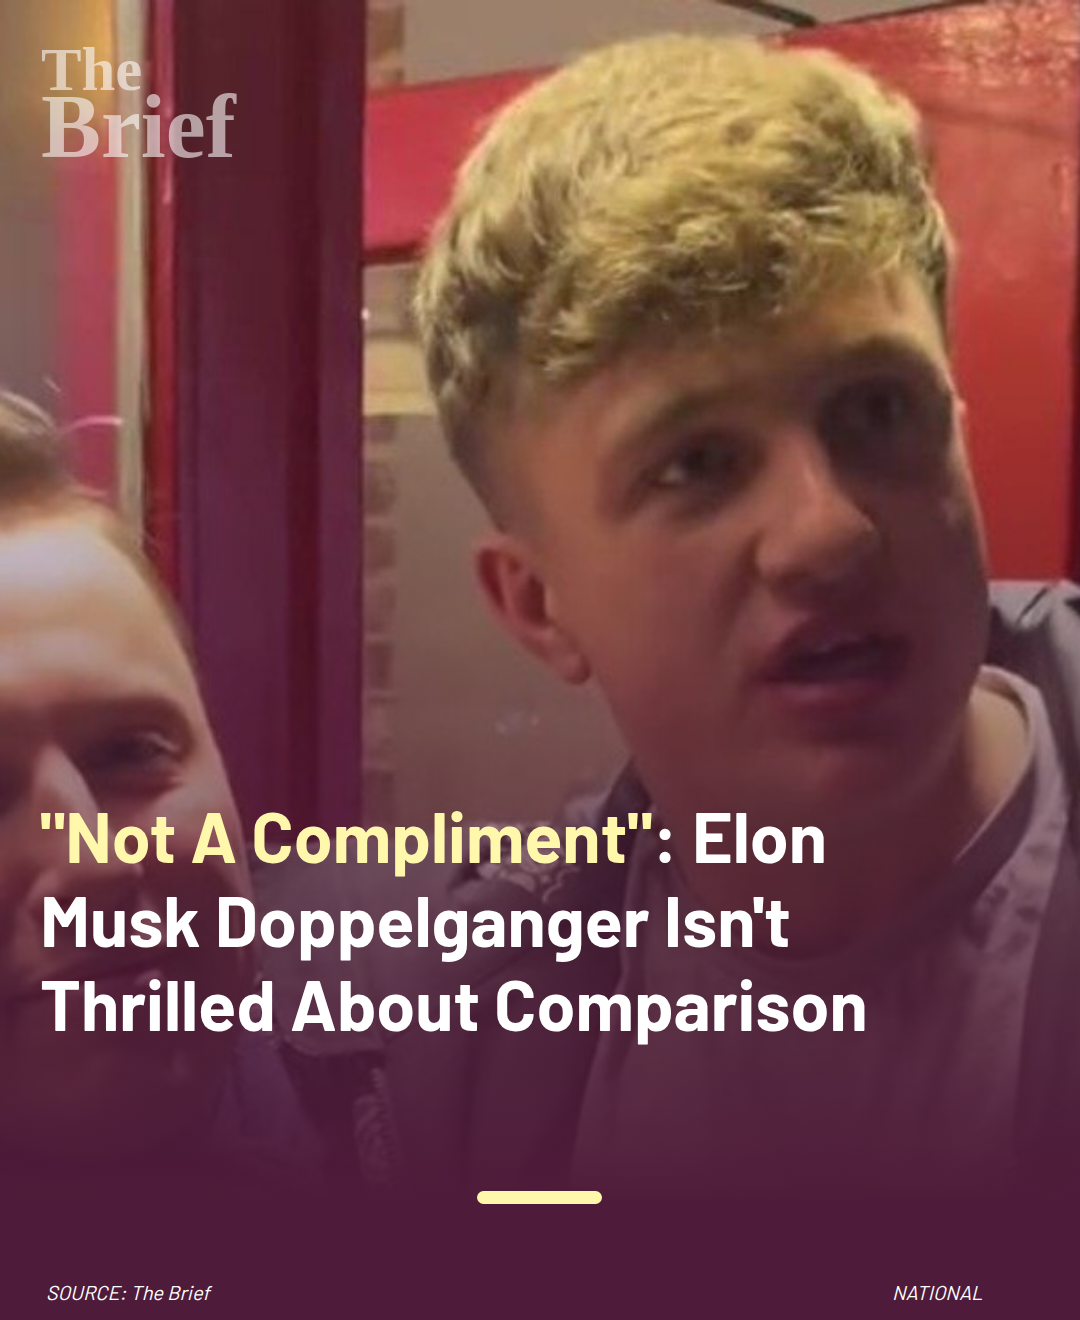 The
Brief
"Not A Compliment": Elon
Musk Doppelganger Isn't
Thrilled About Comparison
SOURCE: The Brief
NATIONAL